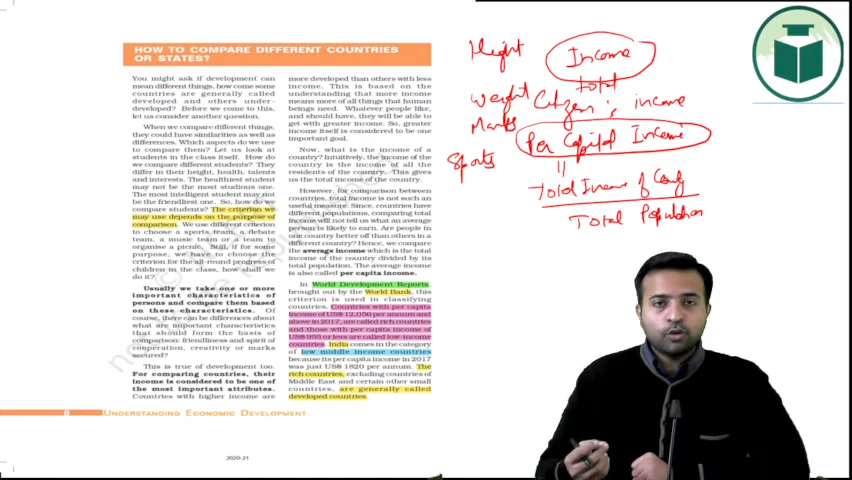 HOW TO COMPARE DIFFERENT COUNTRIES
OR STATES?
You might ask if development can
mean different things, how come some
countries are generally called
developed and others under-
developed? Before we come to this,
let us consider another question.
When we compare different things,
they could have similarities as well as
differences. Which aspects do we use
to compare them? Let us look at
students in the class itself. How do
we compare different students? They
differ in their height, health, talents
and interests. The healthiest student
may not be the most studious one.
The most intelligent student may not
be the friendliest one. So, how do we
compare students? The criterion we
may use depends on the purpose of
comparison. We use different criterion
to choose a sports team, a debate
team, a music team or a team to
organise a picnic. Still, if for some
purpose, we have to choose the
criterion for the all-round progress of
children in the class, how shall we
do it?
Usually we take one or more
important characteristics of
persons and compare them based
on these characteristics. Of
course, there can be differences about
what are important characteristics
that should form the basis of
comparison: friendliness and spirit of
cooperation, creativity or marks
secured?
This is true of development too.
For comparing countries, their
income is considered to be one of
the most important attributes.
Countries with higher income are
more developed than others with less
income. This is based on the
understanding that more income
means more of all things that human
beings need. Whatever people like,
and should have, they will be able to
get with greater income. So, greater
income itself is considered to be one
important goal.
Now, what is the income of a
country? Intuitively, the income of the
country is the income of all the
residents of the country. This gives
us the total income of the country.
However, for comparison between
countries, total income is not such an
useful measure. Since, countries have
different populations, comparing total
income will not tell us what an average
person is likely to earn. Are people in
one country better off than others in a
different country? Hence, we compare
the average income which is the total
income of the country divided by its
total population. The average income
is also called per capita income.
In World Development Reports,
brought out by the World Bank, this
criterion is used in classifying
countries. Countries with per capita
income of US$ 12,056 per annum and
above in 2017, are called rich countries
and those with per capita income of
US$ 955 or less are called low-income
countries. India comes in the category
of low middle income countries
because its per capita income in 2017
was just US$ 1820 per annum. The
rich countries, excluding countries of
Middle East and certain other small
countries, are generally called
developed countries.
8 UNDERSTANDING ECONOMIC DEVELOPMENT
2020-21
Height
Income
total
Weight Citizen's income
Marks
Per Capital Income
Sports
=
Total Income of County
Total Population